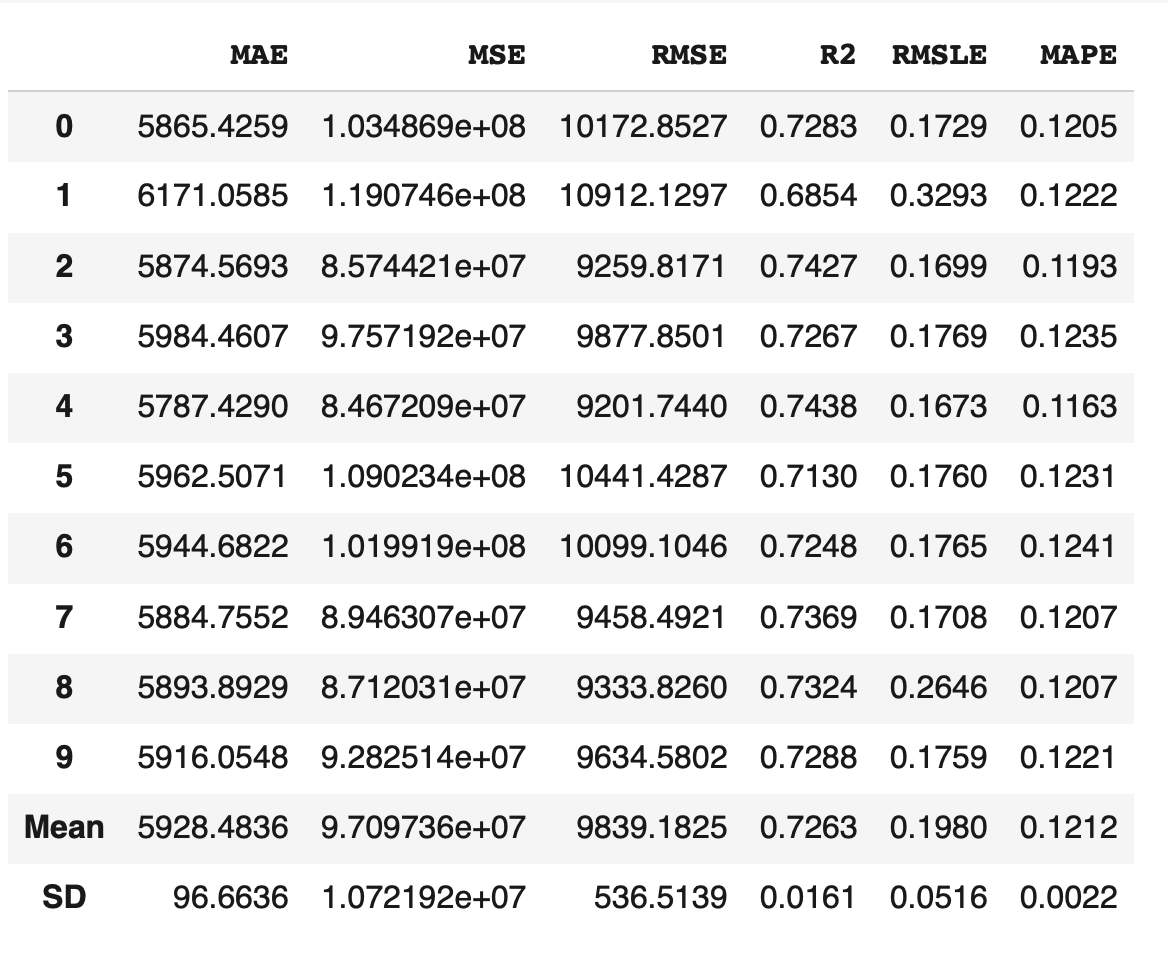 MAE MSE RMSE R2 RMSLE MAPE
0 5865.4259 1.034869e+08 10172.8527 0.7283 0.1729 0.1205
1 6171.0585 1.190746e+08 10912.1297 0.6854 0.3293 0.1222
2 5874.5693 8.574421e+07 9259.8171 0.7427 0.1699 0.1193
3 5984.4607 9.757192e+07 9877.8501 0.7267 0.1769 0.1235
4 5787.4290 8.467209e+07 9201.7440 0.7438 0.1673 0.1163
5 5962.5071 1.090234e+08 10441.4287 0.7130 0.1760 0.1231
6 5944.6822 1.019919e+08 10099.1046 0.7248 0.1765 0.1241
7 5884.7552 8.946307e+07 9458.4921 0.7369 0.1708 0.1207
8 5893.8929 8.712031e+07 9333.8260 0.7324 0.2646 0.1207
9 5916.0548 9.282514e+07 9634.5802 0.7288 0.1759 0.1221
Mean 5928.4836 9.709736e+07 9839.1825 0.7263 0.1980 0.1212
SD 96.6636 1.072192e+07 536.5139 0.0161 0.0516 0.0022